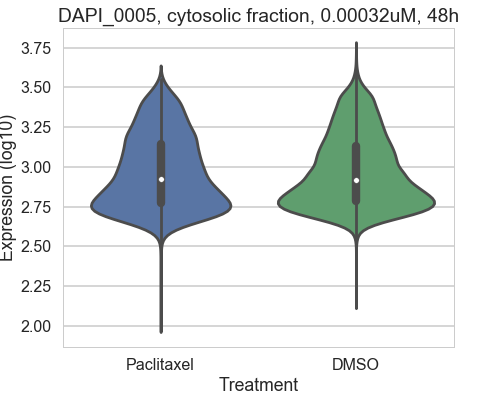 DAPI_0005, cytosolic fraction, 0.00032uM, 48h
Expression (log10)
3.75
3.50
3.25
3.00
2.75
2.50
2.25
2.00
Paclitaxel
DMSO
Treatment